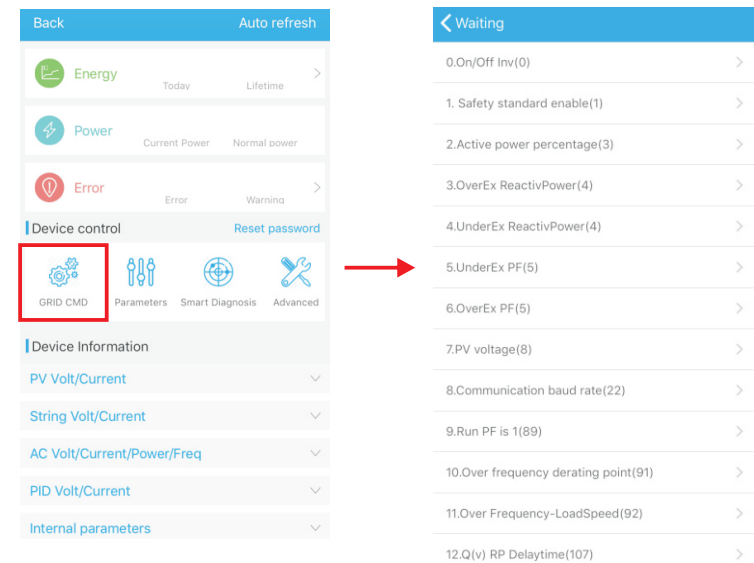 Back Auto refresh
Energy
Today Lifetime
Power
Current Power Normal power
Error
Error Warning
Device control Reset password
GRID CMD Parameters Smart Diagnosis Advanced
Device Information
PV Volt/Current
String Volt/Current
AC Volt/Current/Power/Freq
PID Volt/Current
Internal parameters
Waiting
0.On/Off Inv(0)
1. Safety standard enable(1)
2.Active power percentage(3)
3.OverEx ReactivPower(4)
4.UnderEx ReactivPower(4)
5.UnderEx PF(5)
6.OverEx PF(5)
7.PV voltage(8)
8.Communication baud rate(22)
9.Run PF is 1(89)
10.Over frequency derating point(91)
11.Over Frequency-LoadSpeed(92)
12.Q(v) RP Delaytime(107)